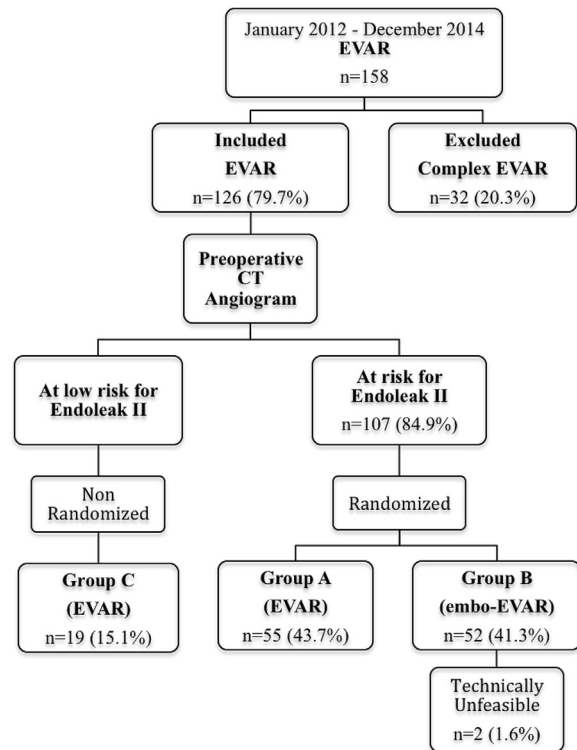 January 2012 - December 2014
EVAR
n=158
Included
EVAR
n=126 (79.7%)
Excluded
Complex EVAR
n=32 (20.3%)
Preoperative
CT
Angiogram
At low risk for
Endoleak II
At risk for
Endoleak II
n=107 (84.9%)
Non
Randomized
Randomized
Group C
(EVAR)
n=19 (15.1%)
Group A
(EVAR)
n=55 (43.7%)
Group B
(embo-EVAR)
n=52 (41.3%)
Technically
Unfeasible
n=2 (1.6%)